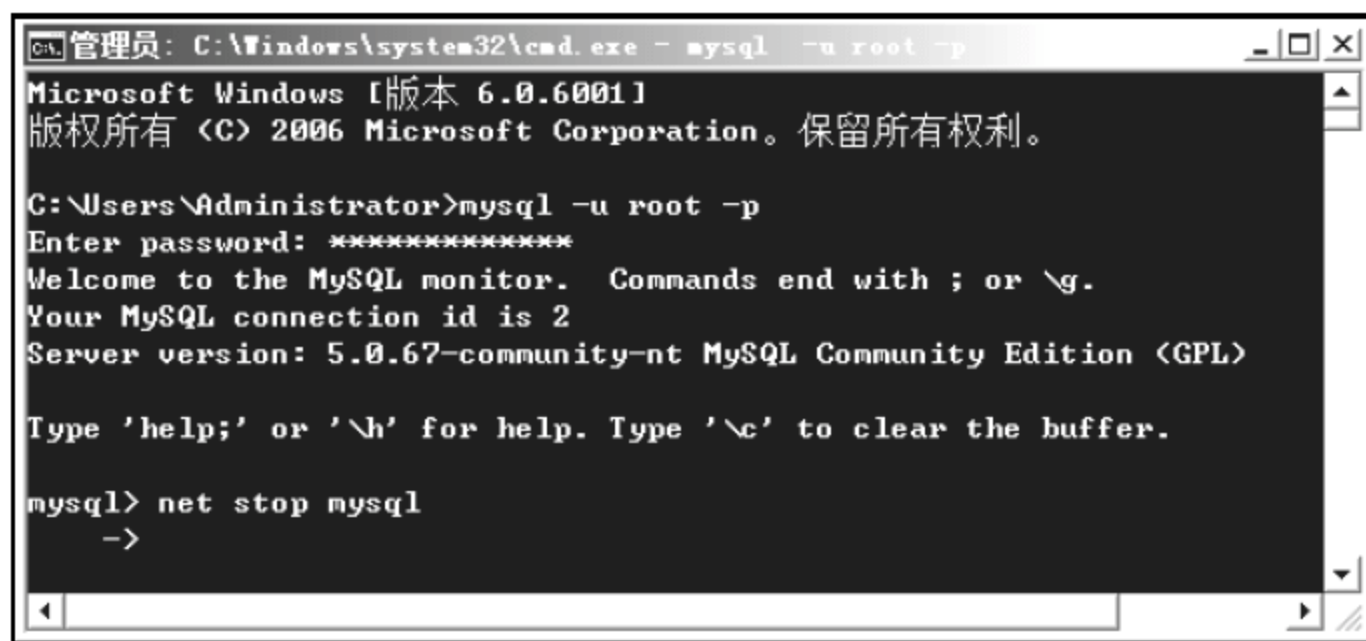 管理员: C:\Windows\system32\cmd.exe - mysql -u root -p
Microsoft Windows [版本 6.0.6001]
版权所有 (C) 2006 Microsoft Corporation。保留所有权利。
C:\Users\Administrator>mysql -u root -p
Enter password: *************
Welcome to the MySQL monitor.  Commands end with ; or \g.
Your MySQL connection id is 2
Server version: 5.0.67-community-nt MySQL Community Edition (GPL)
Type 'help;' or '\h' for help. Type '\c' to clear the buffer.
mysql> net stop mysql
    ->